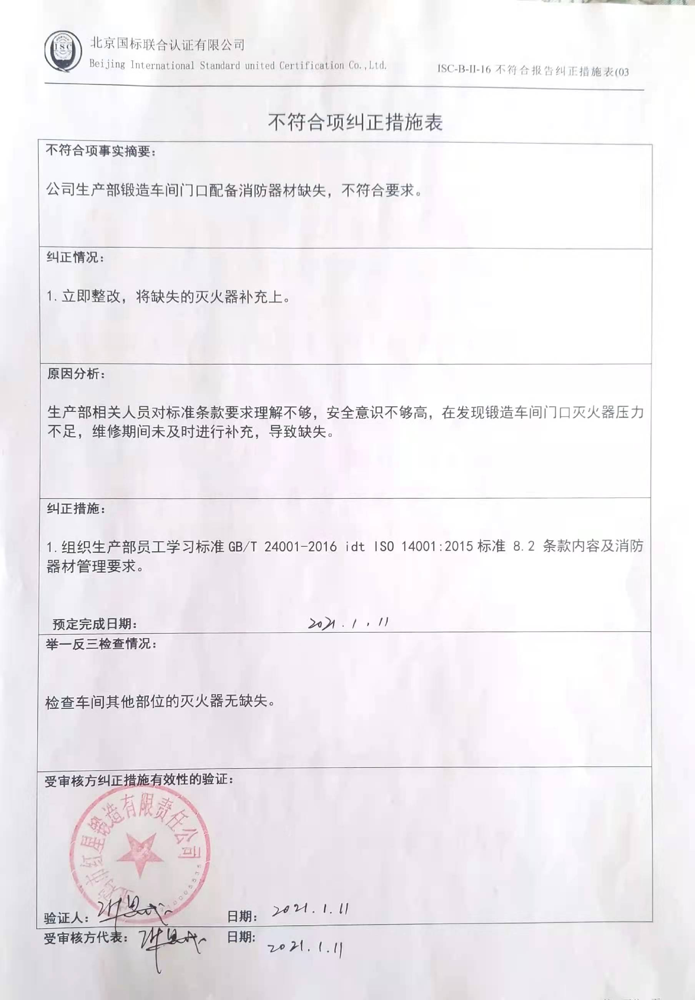 ISC
北京国标联合认证有限公司
Beijing International Standard united Certification Co.,Ltd.
ISC-B-II-16 不符合报告纠正措施表(03
不符合项纠正措施表
不符合项事实摘要：
公司生产部锻造车间门口配备消防器材缺失，不符合要求。
纠正情况：
1.立即整改，将缺失的灭火器补充上。
原因分析：
生产部相关人员对标准条款要求理解不够，安全意识不够高，在发现锻造车间门口灭火器压力
不足，维修期间未及时进行补充，导致缺失。
纠正措施：
1.组织生产部员工学习标准 GB/T 24001-2016 idt ISO 14001:2015 标准 8.2 条款内容及消防
器材管理要求。
预定完成日期： 2021.1.11
举一反三检查情况：
检查车间其他部位的灭火器无缺失。
受审核方纠正措施有效性的验证：
市红星锻造有限责任公司
验证人： 日期： 2021.1.11
受审核方代表： 日期: 2021.1.11